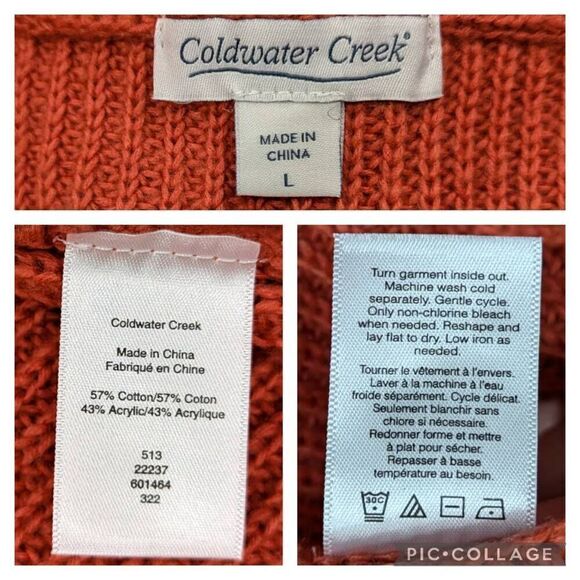 Coldwater Creek®
MADE IN
CHINA
L
Coldwater Creek
Made in China
Fabriqué en Chine
57% Cotton/57% Coton
43% Acrylic/43% Acrylique
513
22237
601464
322
Turn garment inside out.
Machine wash cold
separately. Gentle cycle.
Only non-chlorine bleach
when needed. Reshape and
lay flat to dry. Low iron as
needed.
Tourner le vêtement à l'envers.
Laver à la machine à l'eau
froide séparément. Cycle délicat.
Seulement blanchir sans
chlore si nécessaire.
Redonner forme et mettre
à plat pour sécher.
Repasser à basse
température au besoin.
30C
PIC•COLLAGE